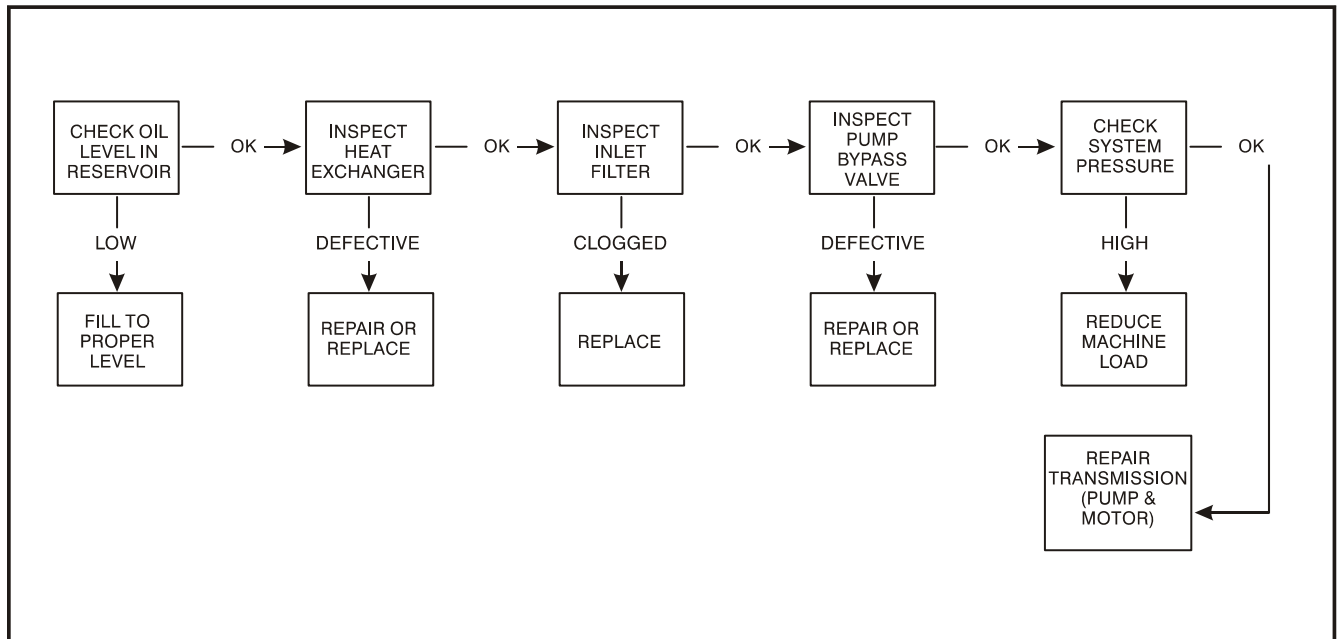 CHECK OIL
LEVEL IN
RESERVOIR
OK
INSPECT
HEAT
EXCHANGER
OK
INSPECT
INLET
FILTER
OK
INSPECT
PUMP
BYPASS
VALVE
OK
CHECK
SYSTEM
PRESSURE
OK
LOW
DEFECTIVE
CLOGGED
DEFECTIVE
HIGH
FILL TO
PROPER
LEVEL
REPAIR OR
REPLACE
REPLACE
REPAIR OR
REPLACE
REDUCE
MACHINE
LOAD
REPAIR
TRANSMISSION
(PUMP &
MOTOR)